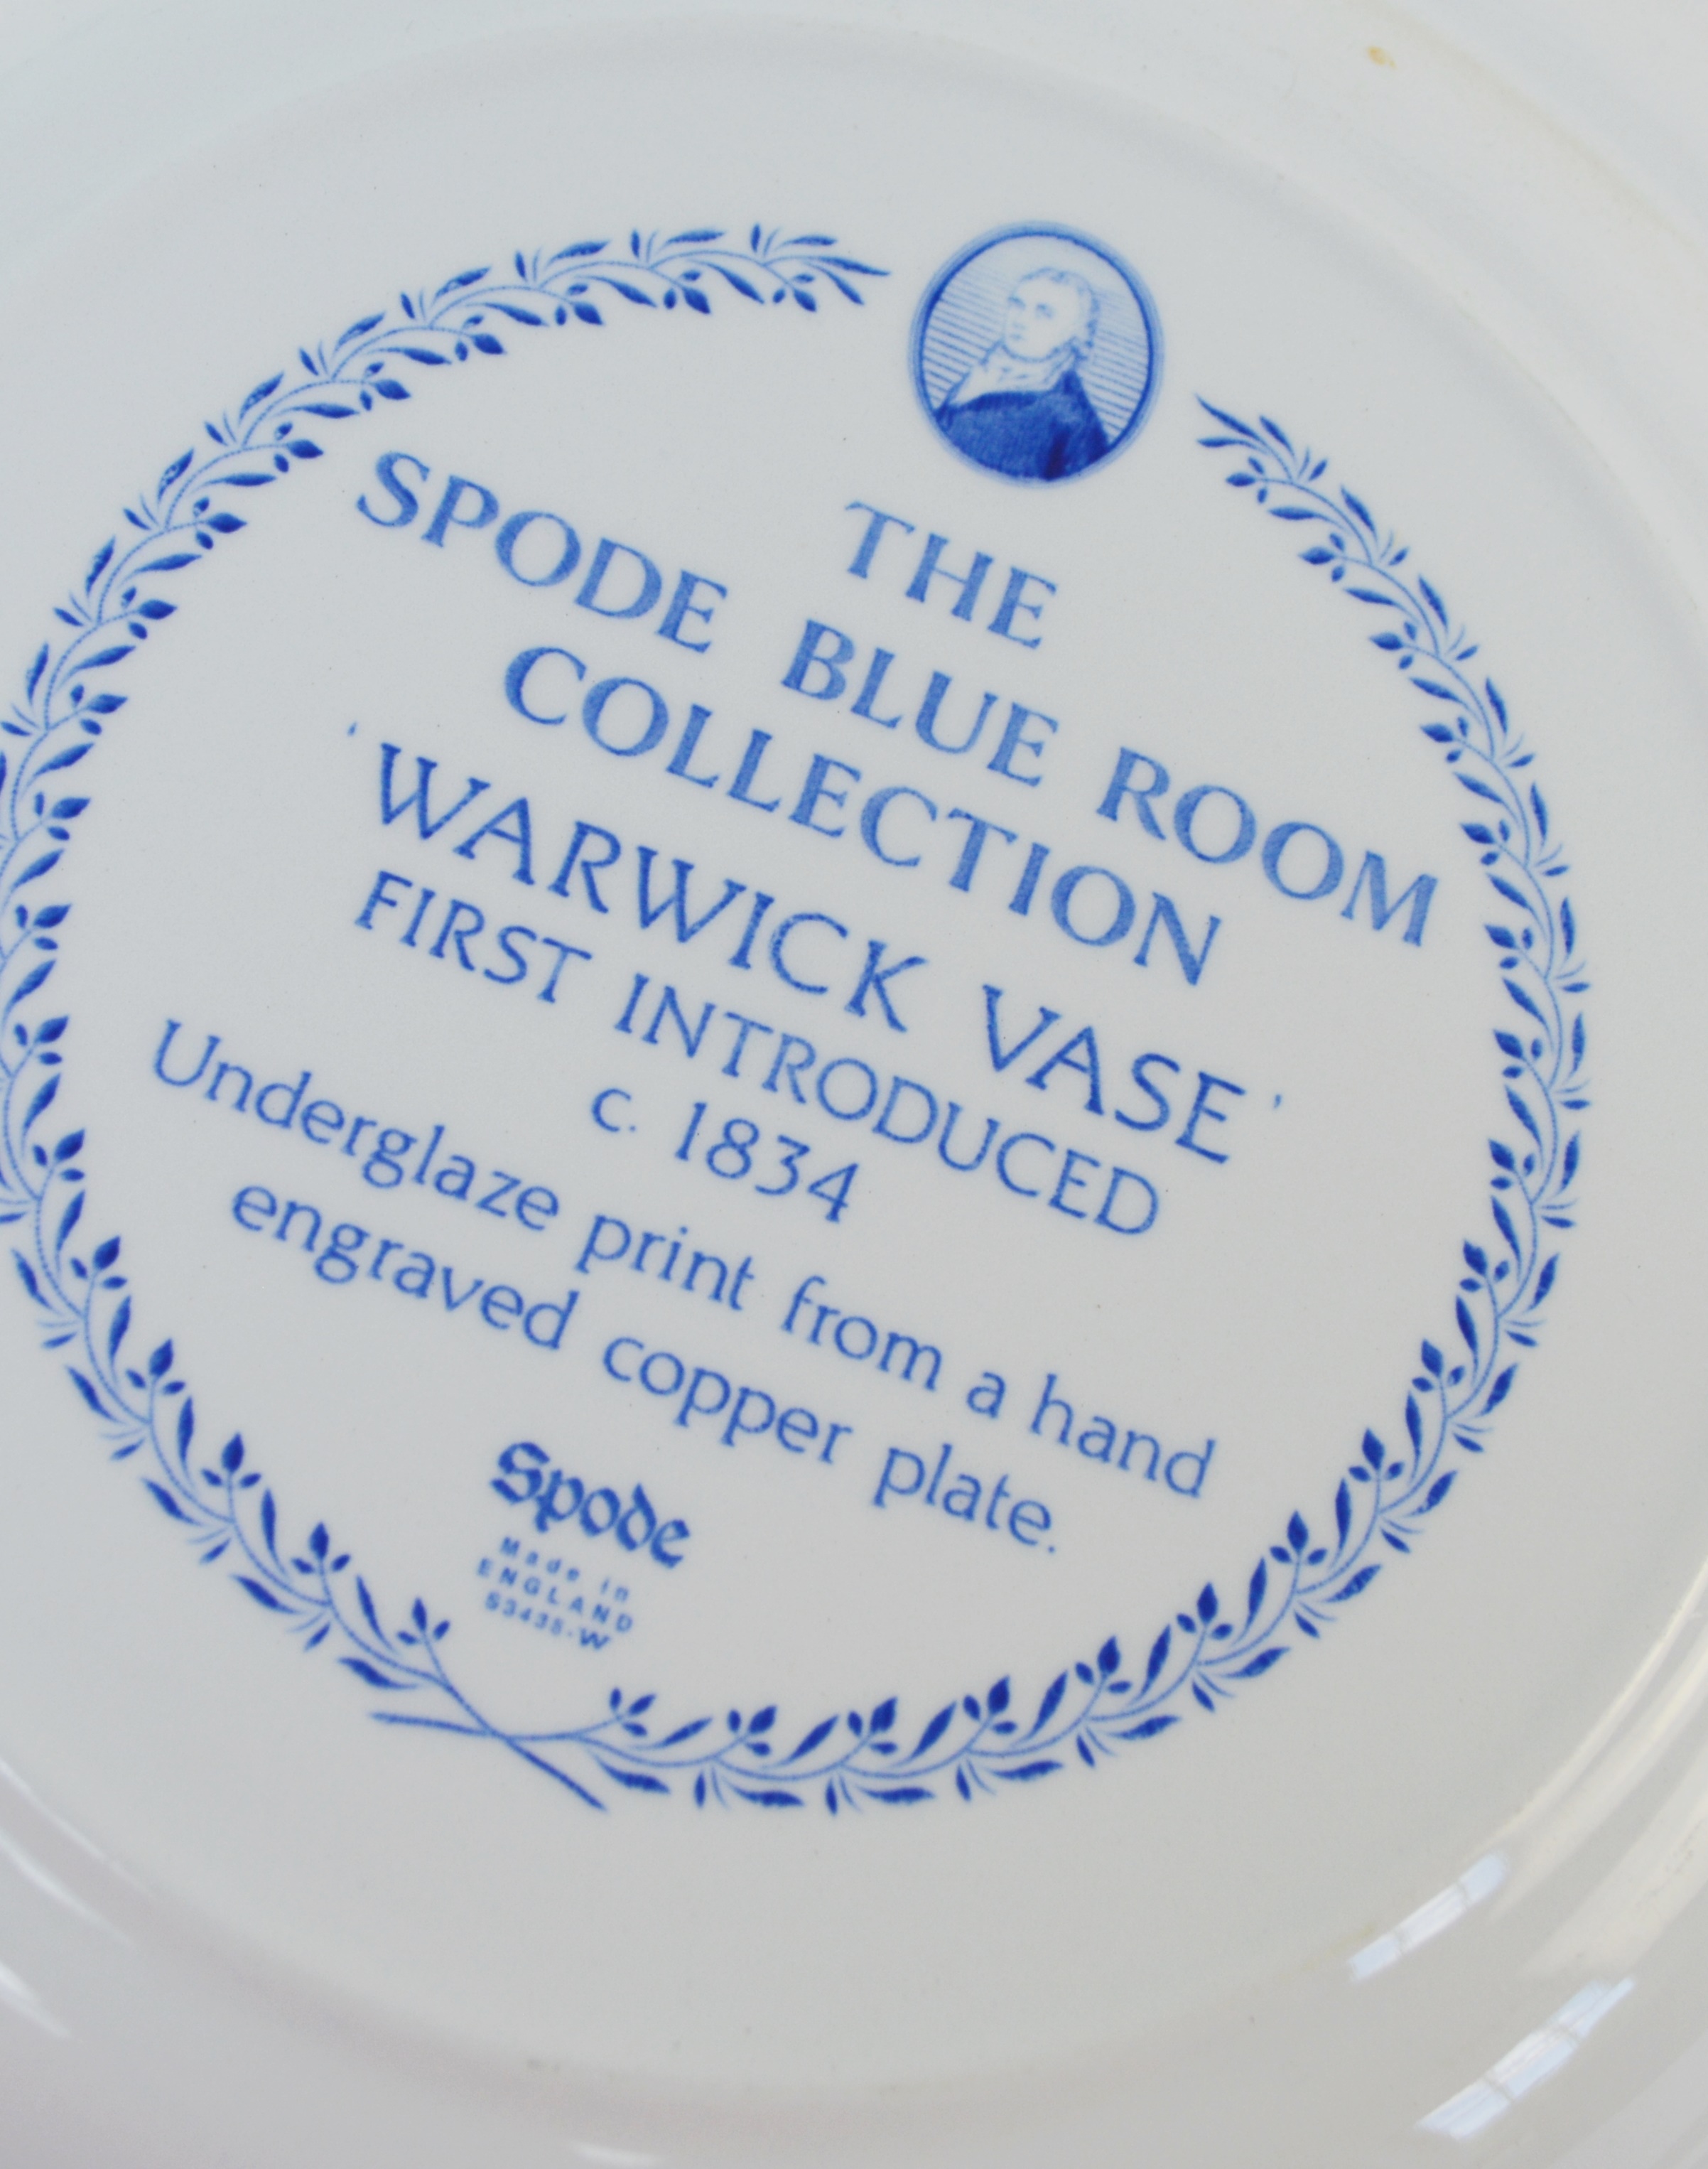 THE
SPODE BLUE ROOM
COLLECTION
'WARWICK VASE'
FIRST INTRODUCED
c. 1834
Underglaze print from a hand
engraved copper plate.
Spode
Made in
ENGLAND
S3435-W